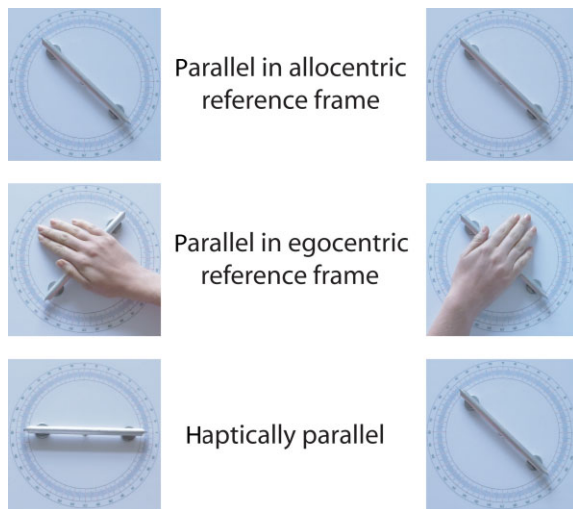 Parallel in allocentric
reference frame
Parallel in egocentric
reference frame
Haptically parallel